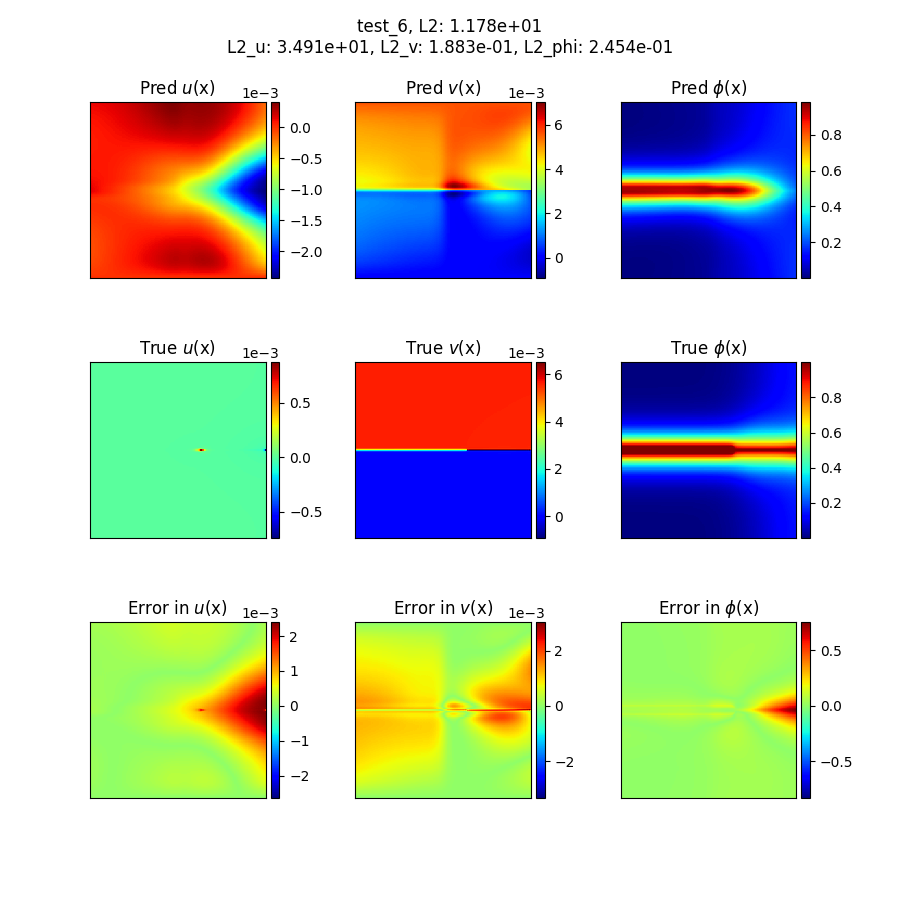 test_6, L2: 1.178e+01
L2_u: 3.491e+01, L2_v: 1.883e-01, L2_phi: 2.454e-01
Pred u(x)
1e−3
0.0
−0.5
−1.0
−1.5
−2.0
Pred v(x)
1e−3
6
4
2
0
Pred ϕ(x)
0.8
0.6
0.4
0.2
True u(x)
1e−3
0.5
0.0
−0.5
True v(x)
1e−3
6
4
2
0
True ϕ(x)
0.8
0.6
0.4
0.2
Error in u(x)
1e−3
2
1
0
−1
−2
Error in v(x)
1e−3
2
0
−2
Error in ϕ(x)
0.5
0.0
−0.5